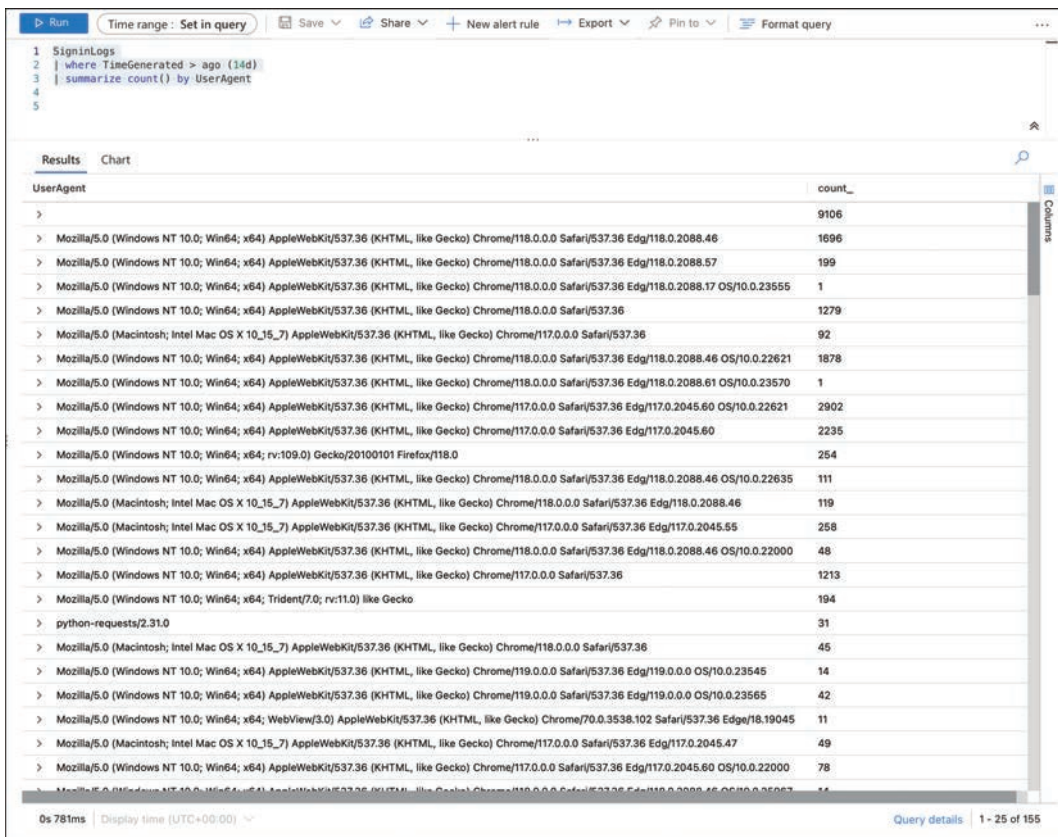 Run
Time range : Set in query
Save
Share
New alert rule
Export
Pin to
Format query
...
1 SigninLogs
2 | where TimeGenerated > ago (14d)
3 | summarize count() by UserAgent
4
5
...
Results Chart
Columns
UserAgent count_
> 9106
> Mozilla/5.0 (Windows NT 10.0; Win64; x64) AppleWebKit/537.36 (KHTML, like Gecko) Chrome/118.0.0.0 Safari/537.36 Edg/118.0.2088.46 1696
> Mozilla/5.0 (Windows NT 10.0; Win64; x64) AppleWebKit/537.36 (KHTML, like Gecko) Chrome/118.0.0.0 Safari/537.36 Edg/118.0.2088.57 199
> Mozilla/5.0 (Windows NT 10.0; Win64; x64) AppleWebKit/537.36 (KHTML, like Gecko) Chrome/118.0.0.0 Safari/537.36 Edg/118.0.2088.17 OS/10.0.23555 1
> Mozilla/5.0 (Windows NT 10.0; Win64; x64) AppleWebKit/537.36 (KHTML, like Gecko) Chrome/118.0.0.0 Safari/537.36 1279
> Mozilla/5.0 (Macintosh; Intel Mac OS X 10_15_7) AppleWebKit/537.36 (KHTML, like Gecko) Chrome/117.0.0.0 Safari/537.36 92
> Mozilla/5.0 (Windows NT 10.0; Win64; x64) AppleWebKit/537.36 (KHTML, like Gecko) Chrome/118.0.0.0 Safari/537.36 Edg/118.0.2088.46 OS/10.0.22621 1878
> Mozilla/5.0 (Windows NT 10.0; Win64; x64) AppleWebKit/537.36 (KHTML, like Gecko) Chrome/118.0.0.0 Safari/537.36 Edg/118.0.2088.61 OS/10.0.23570 1
> Mozilla/5.0 (Windows NT 10.0; Win64; x64) AppleWebKit/537.36 (KHTML, like Gecko) Chrome/117.0.0.0 Safari/537.36 Edg/117.0.2045.60 OS/10.0.22621 2902
> Mozilla/5.0 (Windows NT 10.0; Win64; x64) AppleWebKit/537.36 (KHTML, like Gecko) Chrome/117.0.0.0 Safari/537.36 Edg/117.0.2045.60 2235
> Mozilla/5.0 (Windows NT 10.0; Win64; x64; rv:109.0) Gecko/20100101 Firefox/118.0 254
> Mozilla/5.0 (Windows NT 10.0; Win64; x64) AppleWebKit/537.36 (KHTML, like Gecko) Chrome/118.0.0.0 Safari/537.36 Edg/118.0.2088.46 OS/10.0.22635 111
> Mozilla/5.0 (Macintosh; Intel Mac OS X 10_15_7) AppleWebKit/537.36 (KHTML, like Gecko) Chrome/118.0.0.0 Safari/537.36 Edg/118.0.2088.46 119
> Mozilla/5.0 (Macintosh; Intel Mac OS X 10_15_7) AppleWebKit/537.36 (KHTML, like Gecko) Chrome/117.0.0.0 Safari/537.36 Edg/117.0.2045.55 258
> Mozilla/5.0 (Windows NT 10.0; Win64; x64) AppleWebKit/537.36 (KHTML, like Gecko) Chrome/118.0.0.0 Safari/537.36 Edg/118.0.2088.46 OS/10.0.22000 48
> Mozilla/5.0 (Windows NT 10.0; Win64; x64) AppleWebKit/537.36 (KHTML, like Gecko) Chrome/117.0.0.0 Safari/537.36 1213
> Mozilla/5.0 (Windows NT 10.0; Win64; x64; Trident/7.0; rv:11.0) like Gecko 194
> python-requests/2.31.0 31
> Mozilla/5.0 (Macintosh; Intel Mac OS X 10_15_7) AppleWebKit/537.36 (KHTML, like Gecko) Chrome/118.0.0.0 Safari/537.36 45
> Mozilla/5.0 (Windows NT 10.0; Win64; x64) AppleWebKit/537.36 (KHTML, like Gecko) Chrome/119.0.0.0 Safari/537.36 Edg/119.0.0.0 OS/10.0.23545 14
> Mozilla/5.0 (Windows NT 10.0; Win64; x64) AppleWebKit/537.36 (KHTML, like Gecko) Chrome/119.0.0.0 Safari/537.36 Edg/119.0.0.0 OS/10.0.23565 42
> Mozilla/5.0 (Windows NT 10.0; Win64; x64; WebView/3.0) AppleWebKit/537.36 (KHTML, like Gecko) Chrome/70.0.3538.102 Safari/537.36 Edge/18.19045 11
> Mozilla/5.0 (Macintosh; Intel Mac OS X 10_15_7) AppleWebKit/537.36 (KHTML, like Gecko) Chrome/117.0.0.0 Safari/537.36 Edg/117.0.2045.47 49
> Mozilla/5.0 (Windows NT 10.0; Win64; x64) AppleWebKit/537.36 (KHTML, like Gecko) Chrome/117.0.0.0 Safari/537.36 Edg/117.0.2045.60 OS/10.0.22000 78
0s 781ms Display time (UTC+00:00) Query details 1 - 25 of 155